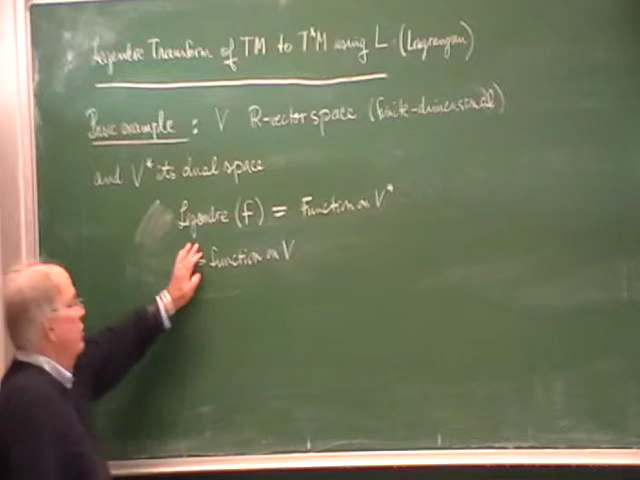 Legendre Transform of TM to T*M using L (Lagrangian)
Basic example : V R-vector space (finite-dimensional)
and V* its dual space
Legendre (f) = Function on V*
function on V